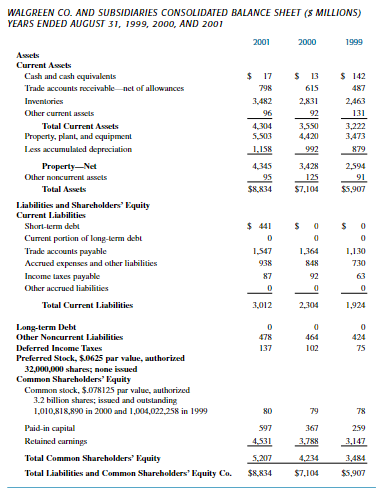 WALGREEN CO. AND SUBSIDIARIES CONSOLIDATED BALANCE SHEET ($ MILLIONS)
YEARS ENDED AUGUST 31, 1999, 2000, AND 2001
2001 2000 1999
Assets
Current Assets
Cash and cash equivalents $ 17 $ 13 $ 142
Trade accounts receivable—net of allowances 798 615 487
Inventories 3,482 2,831 2,463
Other current assets 96 92 131
Total Current Assets 4,304 3,550 3,222
Property, plant, and equipment 5,503 4,420 3,473
Less accumulated depreciation 1,158 992 879
Property—Net 4,345 3,428 2,594
Other noncurrent assets 95 125 91
Total Assets $8,834 $7,104 $5,907
Liabilities and Shareholders' Equity
Current Liabilities
Short-term debt $ 441 $ 0 $ 0
Current portion of long-term debt 0 0 0
Trade accounts payable 1,547 1,364 1,130
Accrued expenses and other liabilities 938 848 730
Income taxes payable 87 92 63
Other accrued liabilities 0 0 0
Total Current Liabilities 3,012 2,304 1,924
Long-term Debt 0 0 0
Other Noncurrent Liabilities 478 464 424
Deferred Income Taxes 137 102 75
Preferred Stock, $.0625 par value, authorized
32,000,000 shares; none issued
Common Shareholders' Equity
Common stock, $.078125 par value, authorized
3.2 billion shares; issued and outstanding
1,010,818,890 in 2000 and 1,004,022,258 in 1999 80 79 78
Paid-in capital 597 367 259
Retained earnings 4,531 3,788 3,147
Total Common Shareholders' Equity 5,207 4,234 3,484
Total Liabilities and Common Shareholders' Equity Co. $8,834 $7,104 $5,907